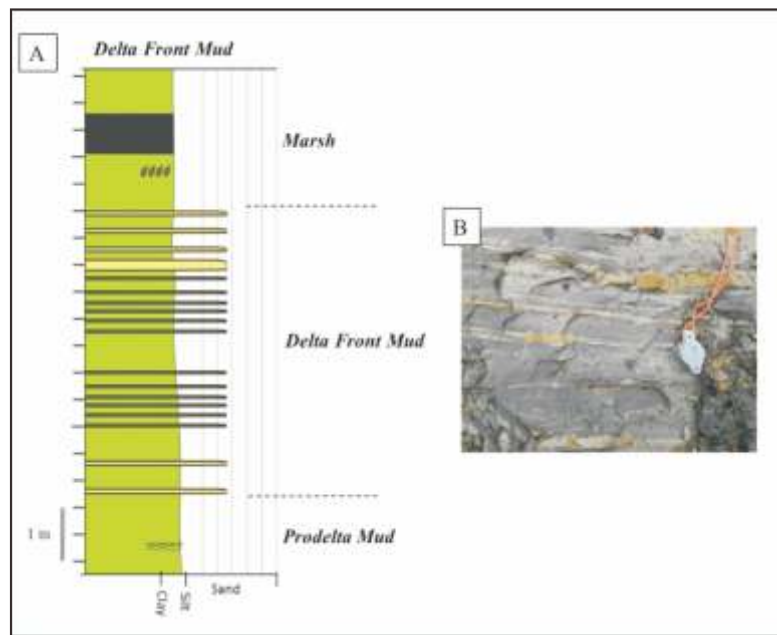 A
Delta Front Mud
Marsh
B
Delta Front Mud
1 m
Prodelta Mud
Clay
Silt
Sand